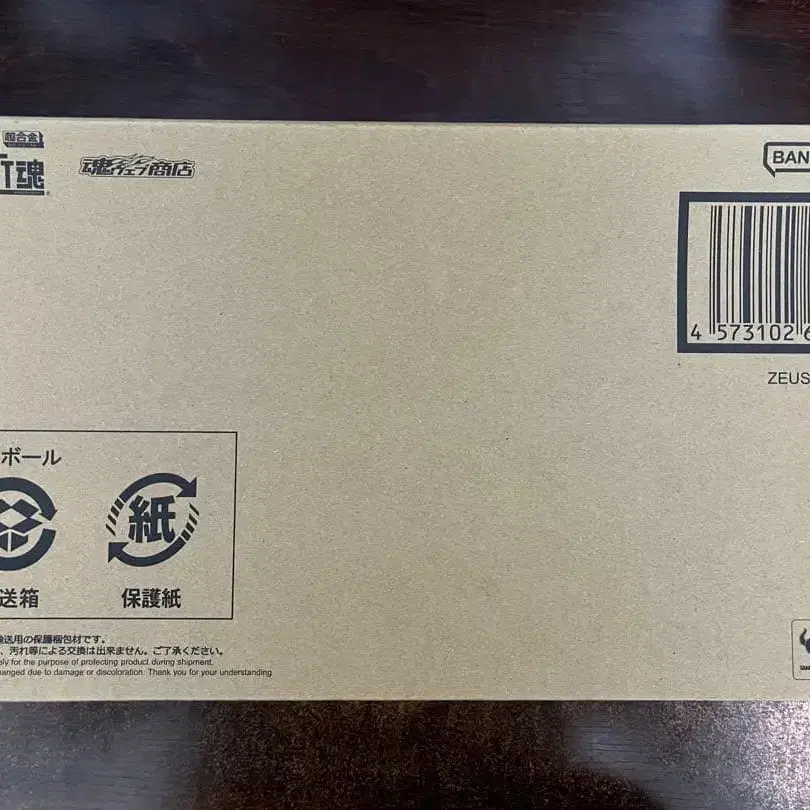 超合金
魂
魂ウェブ商店
BAN
4 573102 6
ZEUS
ボール
紙
送箱
保護紙
送用の保護梱包材です。
、汚れ等による交換は出来ません。ご了承ください。
ly for the purpose of protecting product during shipment.
anged due to damage or discoloration. Thank you for your understanding